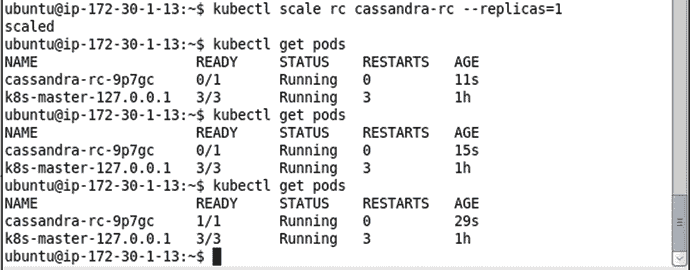 ubuntu@ip-172-30-1-13:~$ kubectl scale rc cassandra-rc --replicas=1
scaled
ubuntu@ip-172-30-1-13:~$ kubectl get pods
NAME READY STATUS RESTARTS AGE
cassandra-rc-9p7gc 0/1 Running 0 11s
k8s-master-127.0.0.1 3/3 Running 3 1h
ubuntu@ip-172-30-1-13:~$ kubectl get pods
NAME READY STATUS RESTARTS AGE
cassandra-rc-9p7gc 0/1 Running 0 15s
k8s-master-127.0.0.1 3/3 Running 3 1h
ubuntu@ip-172-30-1-13:~$ kubectl get pods
NAME READY STATUS RESTARTS AGE
cassandra-rc-9p7gc 1/1 Running 0 29s
k8s-master-127.0.0.1 3/3 Running 3 1h
ubuntu@ip-172-30-1-13:~$